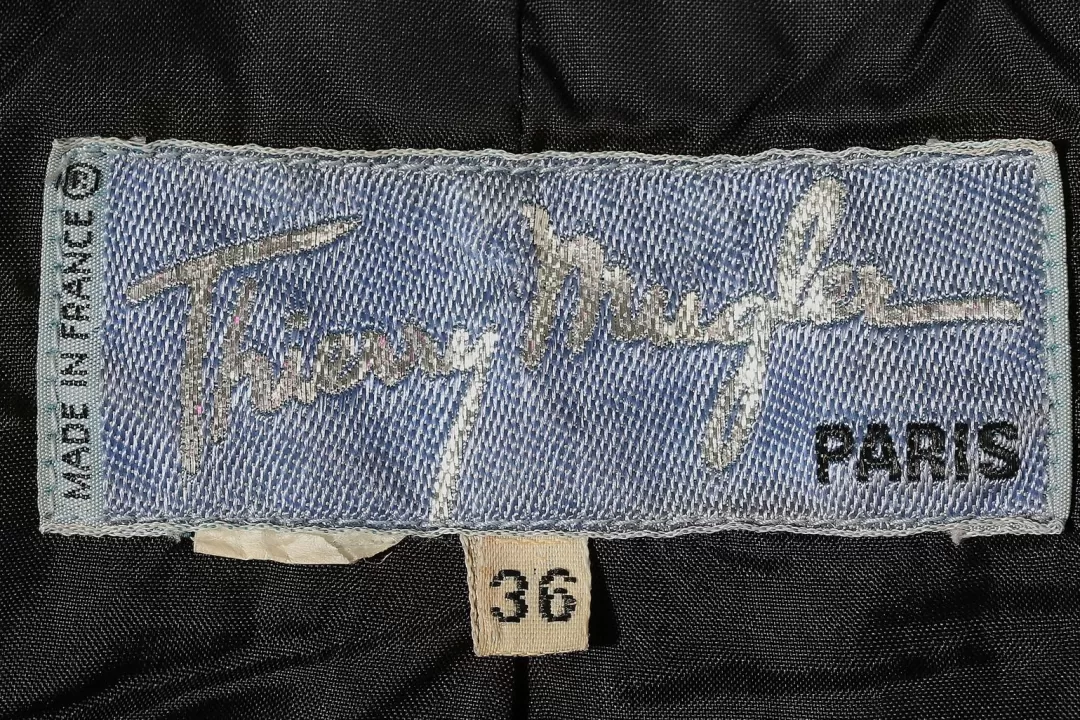 MADE IN FRANCE ®
Thierry Mugler
PARIS
36